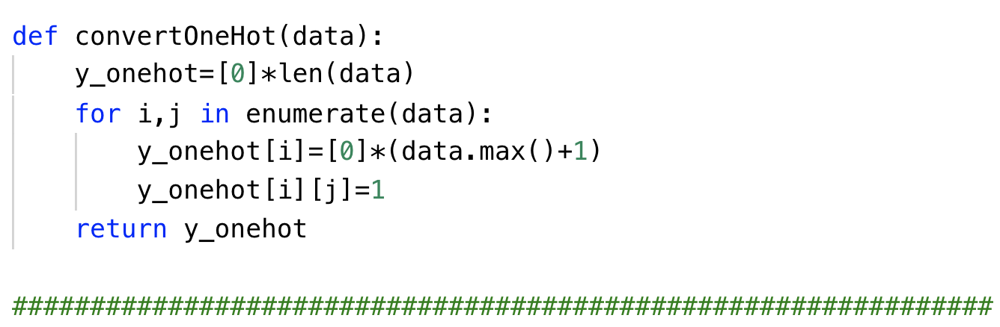 def convertOneHot(data):
    y_onehot=[0]*len(data)
    for i,j in enumerate(data):
        y_onehot[i]=[0]*(data.max()+1)
        y_onehot[i][j]=1
    return y_onehot
###############################################################